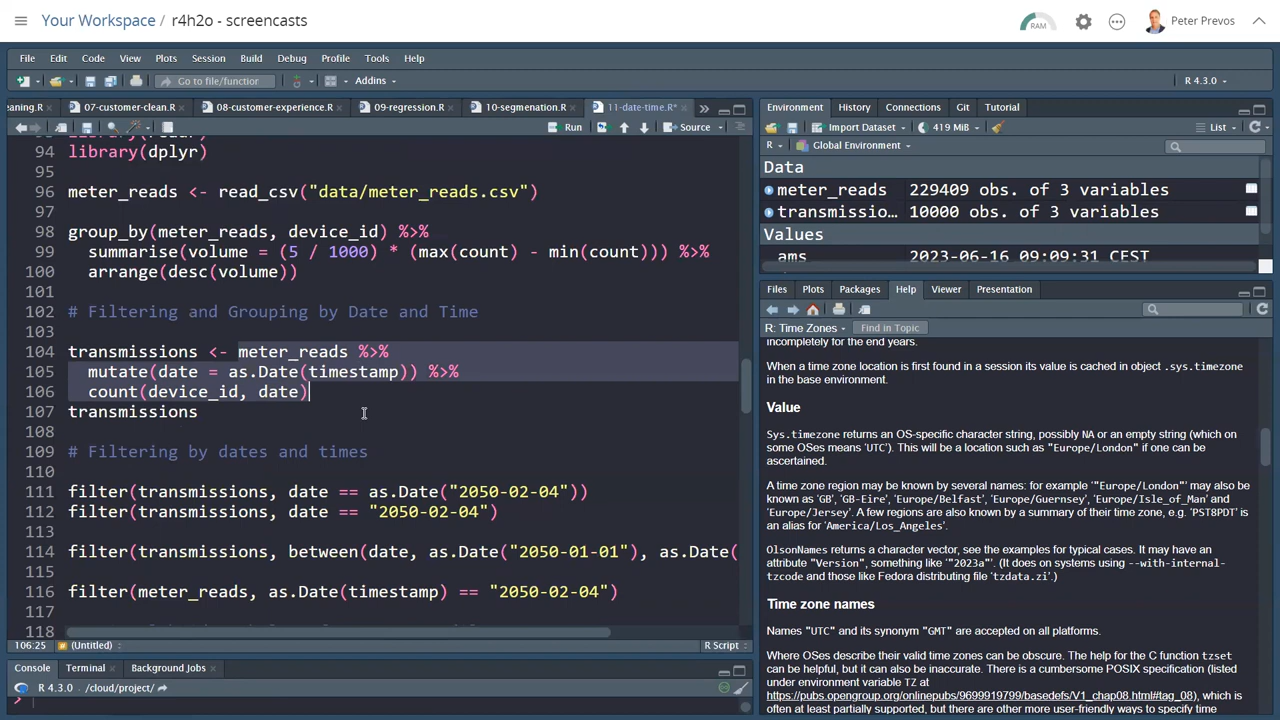 Your Workspace / r4h2o - screencasts
RAM
Peter Prevos
File Edit Code View Plots Session Build Debug Profile Tools Help
Go to file/functior Addins R 4.3.0
eaning.R 07-customer-clean.R 08-customer-experience.R 09-regression.R 10-segmenation.R 11-date-time.R*
Run Source
94 library(dplyr)
95
96 meter_reads <- read_csv("data/meter_reads.csv")
97
98 group_by(meter_reads, device_id) %>%
99 summarise(volume = (5 / 1000) * (max(count) - min(count))) %>%
100 arrange(desc(volume))
101
102 # Filtering and Grouping by Date and Time
103
104 transmissions <- meter_reads %>%
105 mutate(date = as.Date(timestamp)) %>%
106 count(device_id, date)
107 transmissions
108
109 # Filtering by dates and times
110
111 filter(transmissions, date == as.Date("2050-02-04"))
112 filter(transmissions, date == "2050-02-04")
113
114 filter(transmissions, between(date, as.Date("2050-01-01"), as.Date(
115
116 filter(meter_reads, as.Date(timestamp) == "2050-02-04")
117
118
106:25 # (Untitled) R Script
Console Terminal Background Jobs
R 4.3.0 · /cloud/project/
>
Environment History Connections Git Tutorial
Import Dataset 419 MiB List
R Global Environment
Data
meter_reads 229409 obs. of 3 variables
transmissio… 10000 obs. of 3 variables
Values
ams 2023-06-16 09:09:31 CEST
Files Plots Packages Help Viewer Presentation
R: Time Zones Find in Topic
incompletely for the end years.
When a time zone location is first found in a session its value is cached in object .sys.timezone
in the base environment.
Value
Sys.timezone returns an OS-specific character string, possibly NA or an empty string (which on
some OSes means 'UTC'). This will be a location such as "Europe/London" if one can be
ascertained.
A time zone region may be known by several names: for example '"Europe/London"' may also be
known as 'GB', 'GB-Eire', 'Europe/Belfast', 'Europe/Guernsey', 'Europe/Isle_of_Man' and
'Europe/Jersey'. A few regions are also known by a summary of their time zone, e.g. 'PST8PDT' is
an alias for 'America/Los_Angeles'.
OlsonNames returns a character vector, see the examples for typical cases. It may have an
attribute "Version", something like '"2023a"'. (It does on systems using --with-internal-
tzcode and those like Fedora distributing file 'tzdata.zi'.)
Time zone names
Names "UTC" and its synonym "GMT" are accepted on all platforms.
Where OSes describe their valid time zones can be obscure. The help for the C function tzset
can be helpful, but it can also be inaccurate. There is a cumbersome POSIX specification (listed
under environment variable TZ at
https://pubs.opengroup.org/onlinepubs/9699919799/basedefs/V1_chap08.html#tag_08), which is
often at least partially supported, but there are other more user-friendly ways to specify time